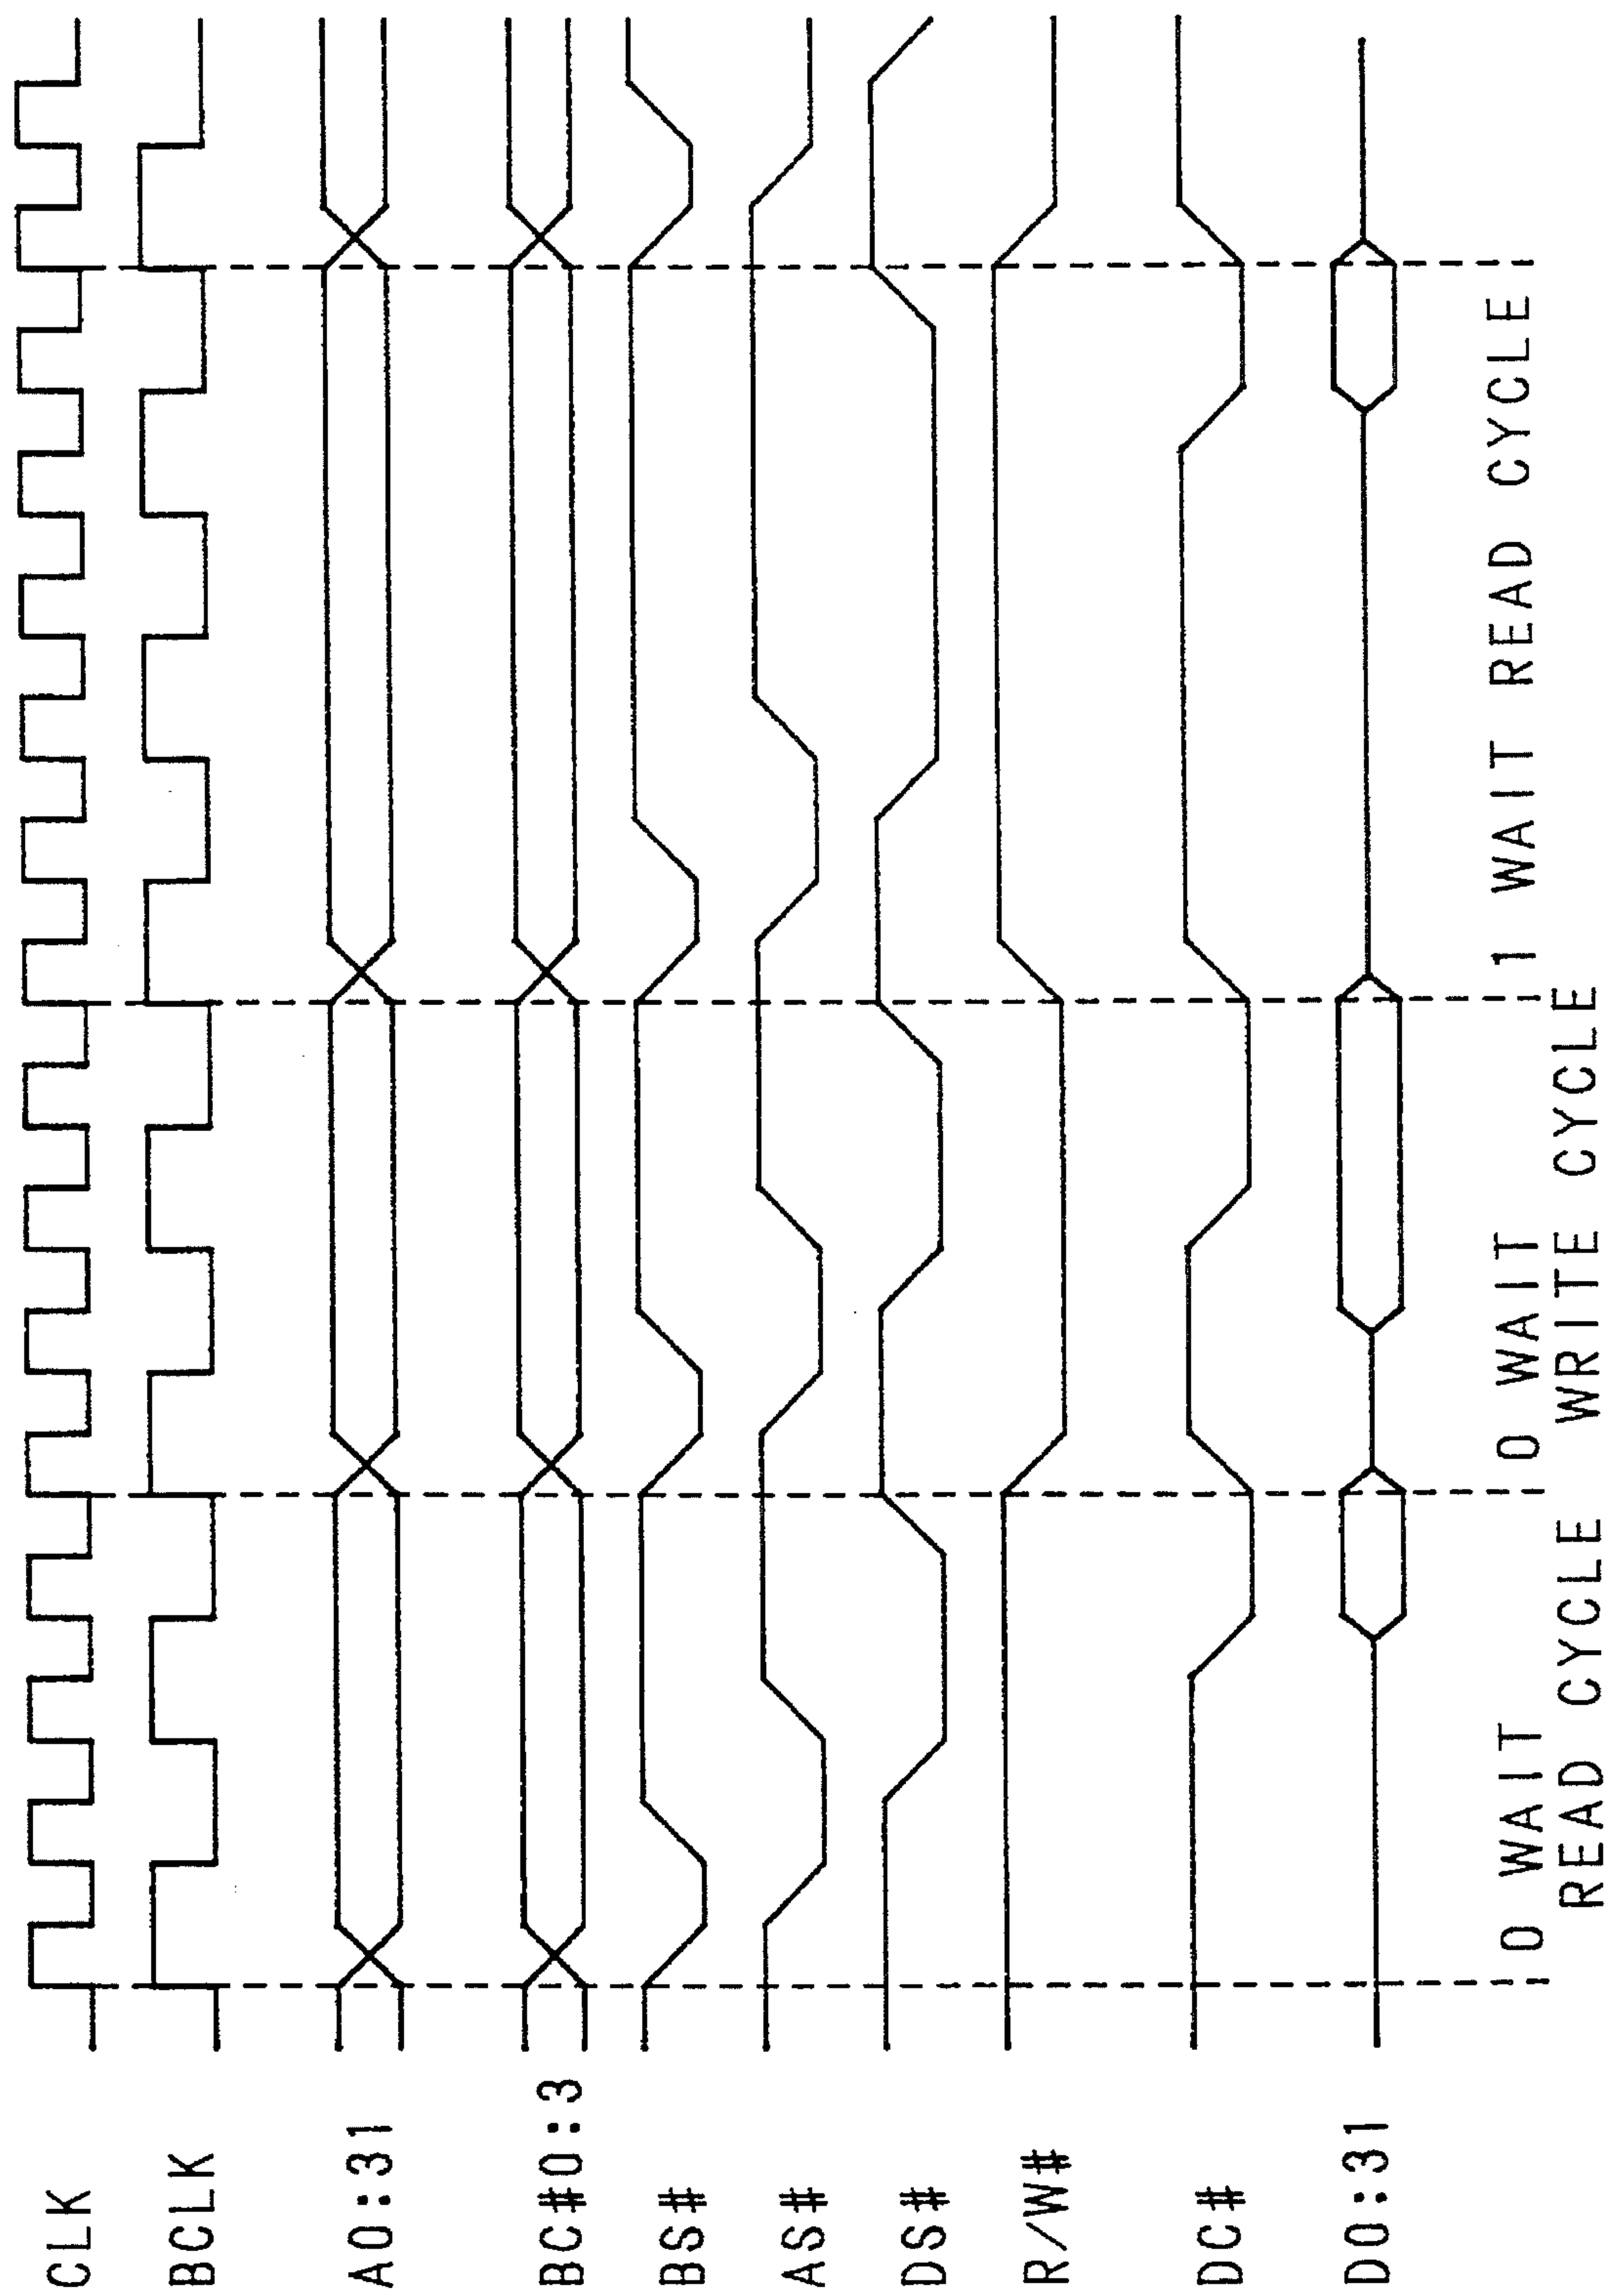 CLK
BCLK
A0:31
BC#0:3
BS#
AS#
DS#
R/W#
DC#
D0:31
0 WAIT
READ CYCLE
0 WAIT
WRITE CYCLE
1 WAIT READ CYCLE